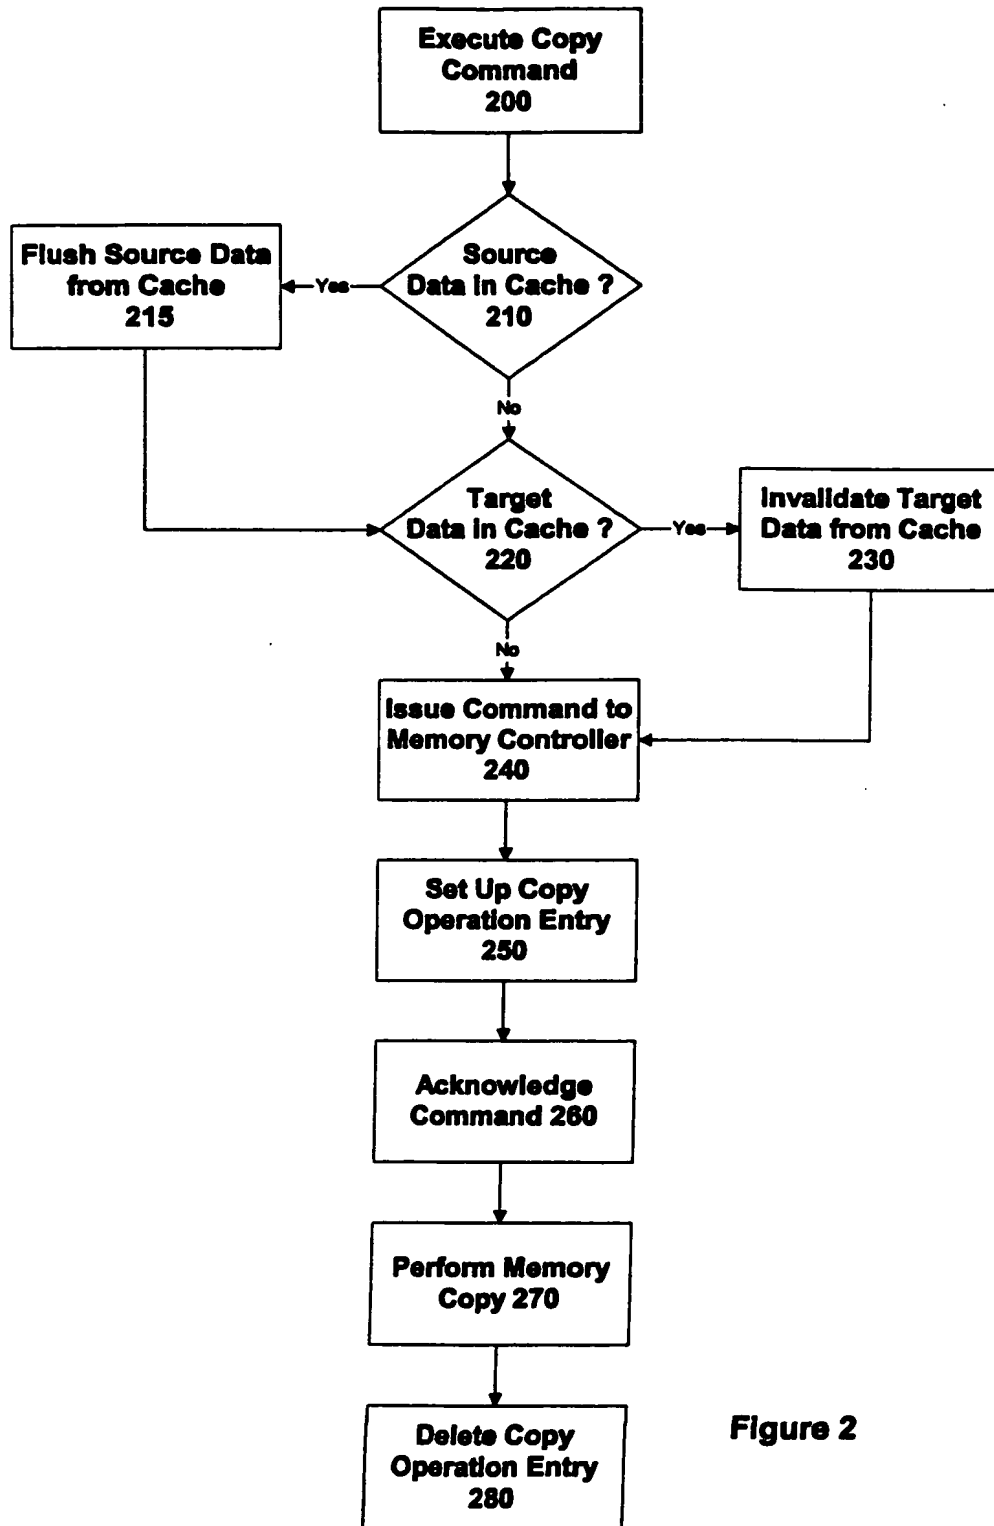 Execute Copy
Command
200
Source
Data in Cache ?
210
Yes
Flush Source Data
from Cache
215
No
Target
Data in Cache ?
220
Yes
Invalidate Target
Data from Cache
230
No
Issue Command to
Memory Controller
240
Set Up Copy
Operation Entry
250
Acknowledge
Command 260
Perform Memory
Copy 270
Delete Copy
Operation Entry
280
Figure 2